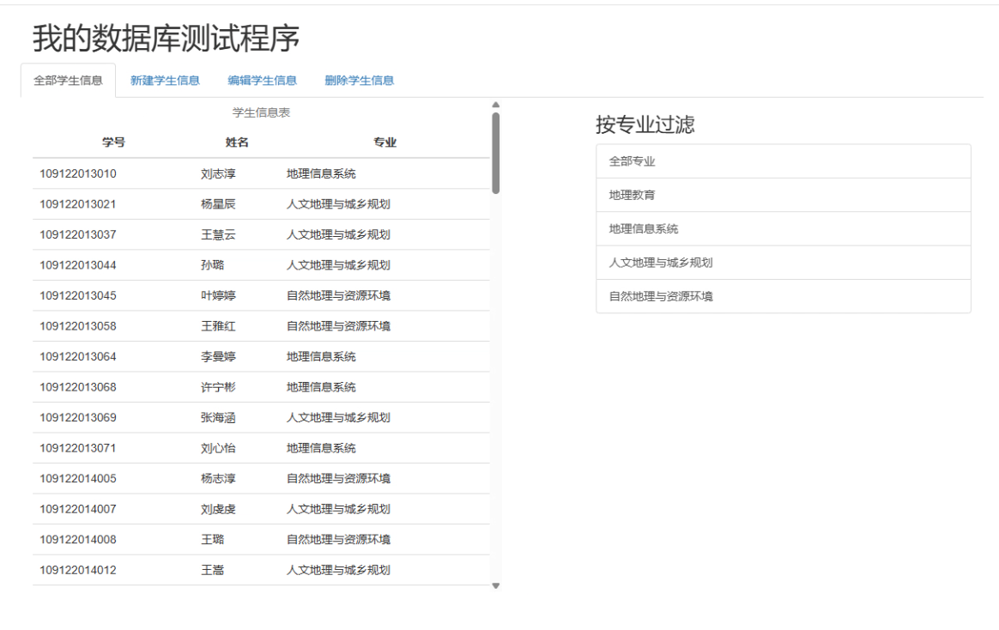 我的数据库测试程序
全部学生信息 新建学生信息 编辑学生信息 删除学生信息
学生信息表
学号 姓名 专业
109122013010 刘志淳 地理信息系统
109122013021 杨星辰 人文地理与城乡规划
109122013037 王慧云 人文地理与城乡规划
109122013044 孙璐 人文地理与城乡规划
109122013045 叶婷婷 自然地理与资源环境
109122013058 王雅红 自然地理与资源环境
109122013064 李曼婷 地理信息系统
109122013068 许宁彬 地理信息系统
109122013069 张海涵 人文地理与城乡规划
109122013071 刘心怡 地理信息系统
109122014005 杨志淳 自然地理与资源环境
109122014007 刘虔虔 人文地理与城乡规划
109122014008 王璐 自然地理与资源环境
109122014012 王嵩 人文地理与城乡规划
按专业过滤
全部专业
地理教育
地理信息系统
人文地理与城乡规划
自然地理与资源环境